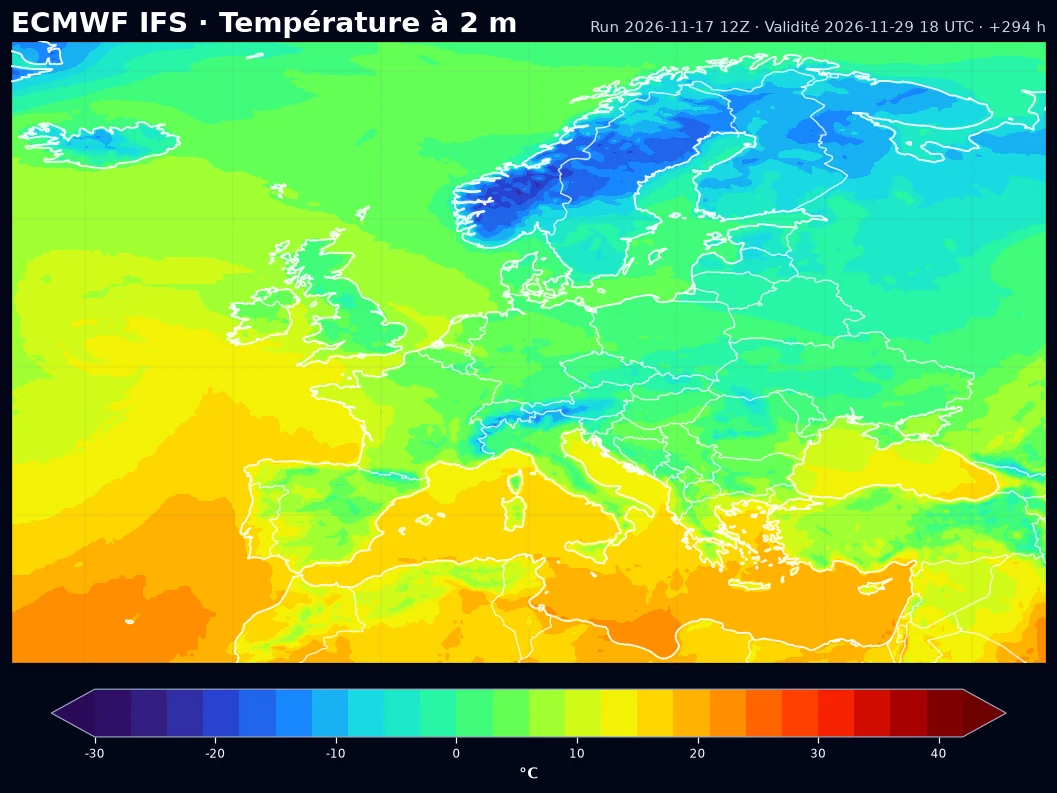 ECMWF IFS · Température à 2 m
Run 2026-11-17 12Z · Validité 2026-11-29 18 UTC · +294 h
-30 -20 -10 0 10 20 30 40
°C